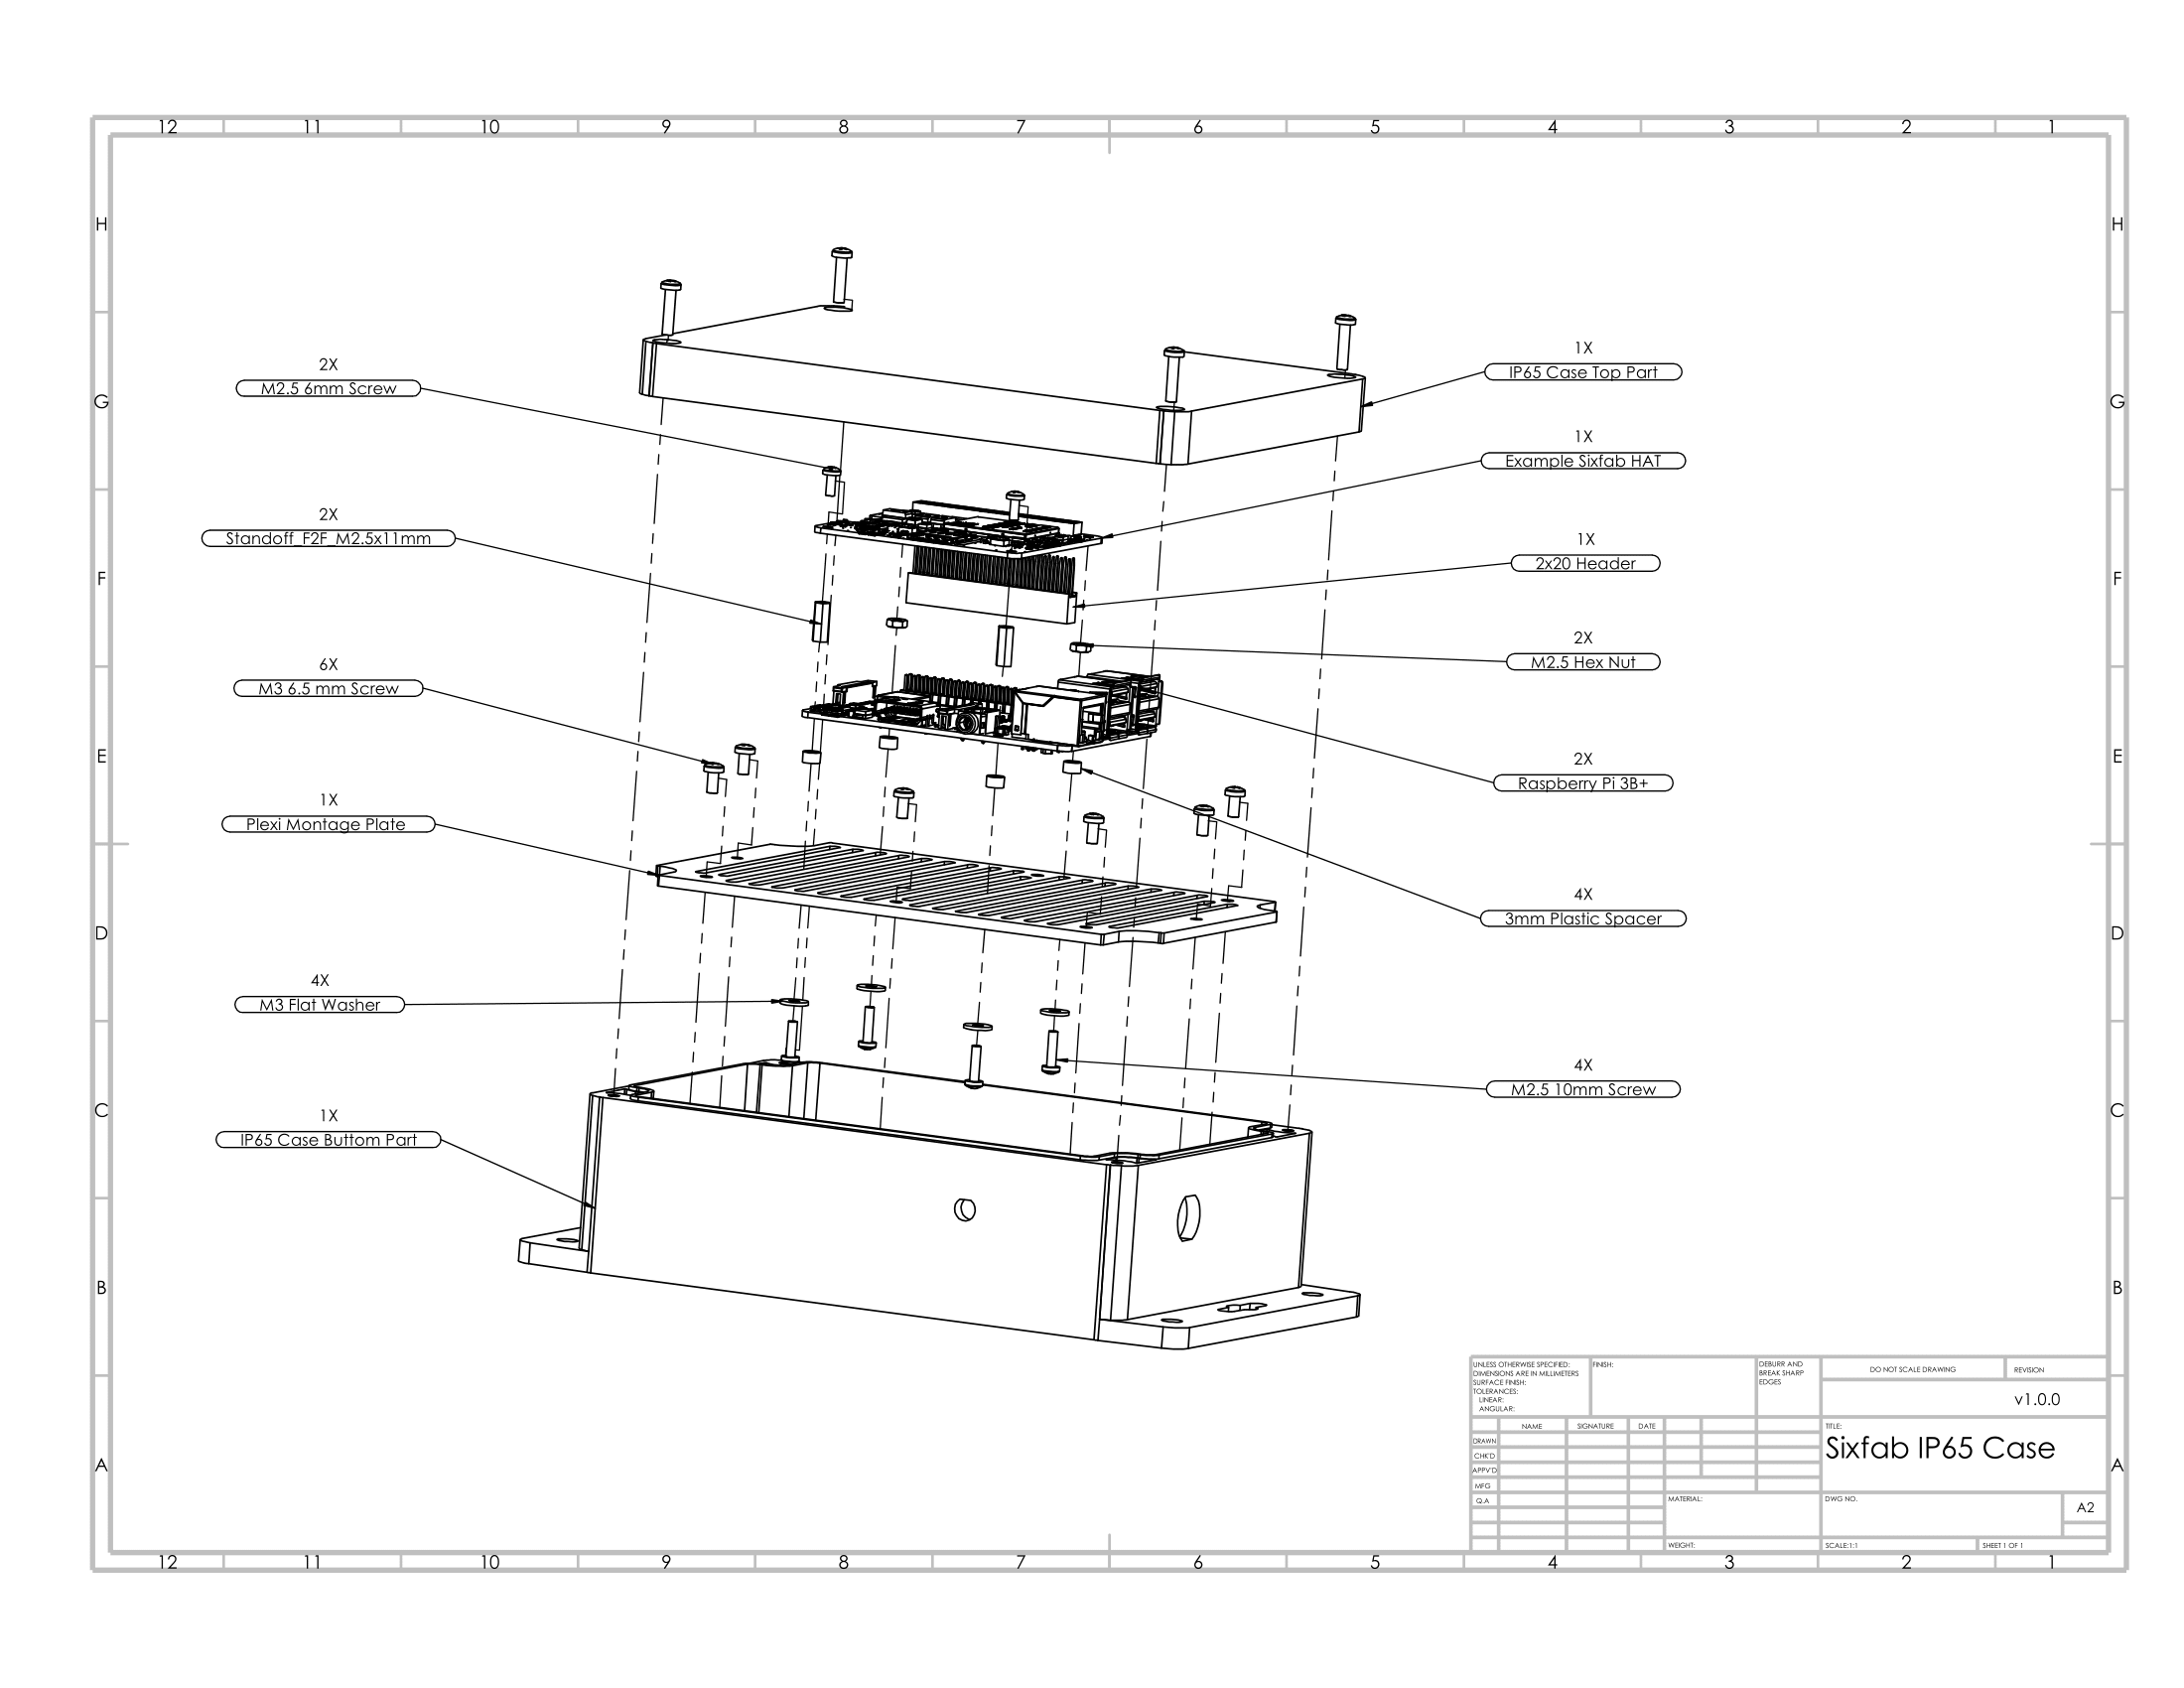 12 11 10 9 8 7 6 5 4 3 2 1
H H
G G
F F
E E
D D
C C
B B
A A
2X
M2.5 6mm Screw
2X
Standoff_F2F_M2.5x11mm
6X
M3 6.5 mm Screw
1X
Plexi Montage Plate
4X
M3 Flat Washer
1X
IP65 Case Buttom Part
1X
IP65 Case Top Part
1X
Example Sixfab HAT
1X
2x20 Header
2X
M2.5 Hex Nut
2X
Raspberry Pi 3B+
4X
3mm Plastic Spacer
4X
M2.5 10mm Screw
UNLESS OTHERWISE SPECIFIED:
DIMENSIONS ARE IN MILLIMETERS
SURFACE FINISH:
TOLERANCES:
LINEAR:
ANGULAR:
FINISH:
DEBURR AND
BREAK SHARP
EDGES
DO NOT SCALE DRAWING
REVISION
v1.0.0
NAME SIGNATURE DATE
DRAWN
CHK'D
APPV'D
MFG
Q.A
TITLE:
Sixfab IP65 Case
MATERIAL:
DWG NO.
A2
WEIGHT:
SCALE:1:1
SHEET 1 OF 1
12 11 10 9 8 7 6 5 4 3 2 1